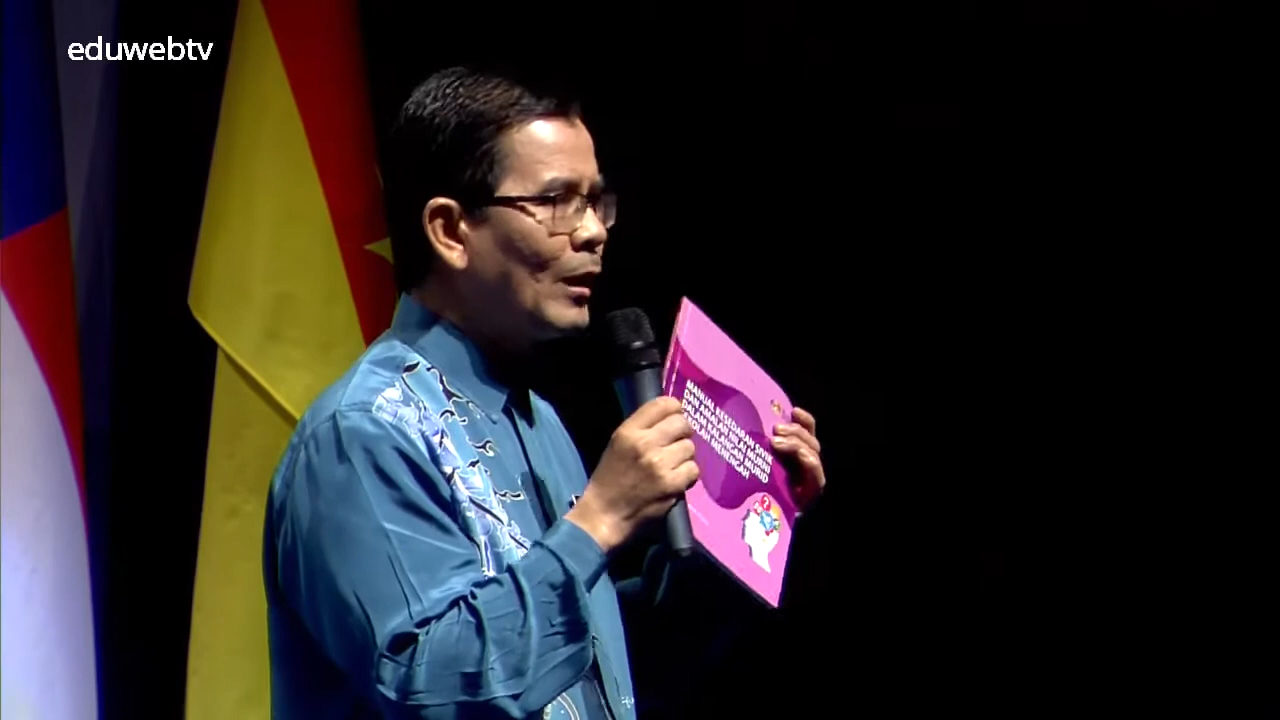 eduwebtv
MANUAL KESEDARAN SIVIK
DAN AMALAN NILAI MURNI
DALAM KALANGAN MURID
SEKOLAH MENENGAH